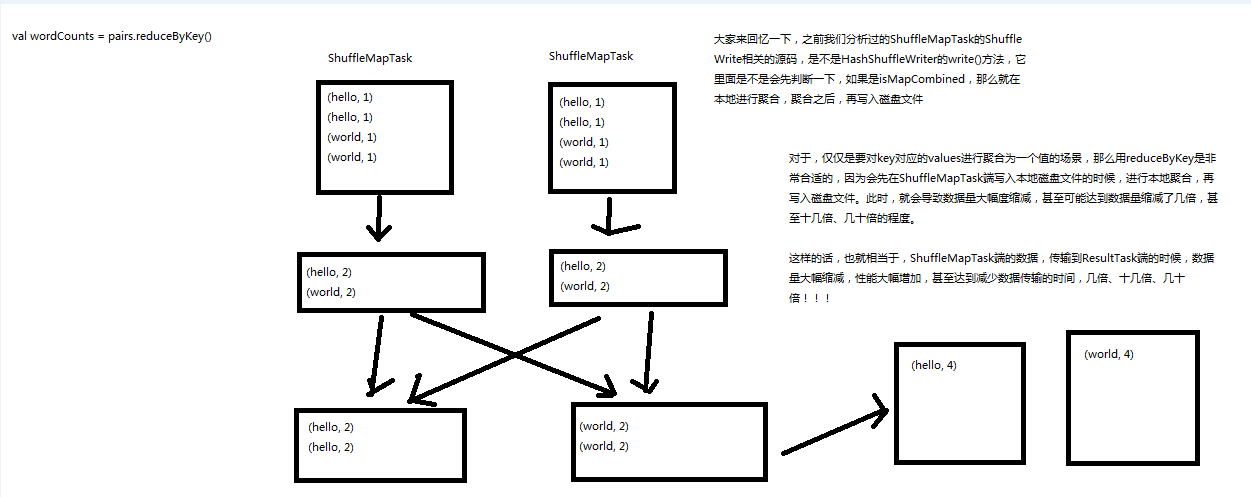 val wordCounts = pairs.reduceByKey()
ShuffleMapTask
(hello, 1)
(hello, 1)
(world, 1)
(world, 1)
ShuffleMapTask
(hello, 1)
(hello, 1)
(world, 1)
(world, 1)
大家来回忆一下，之前我们分析过的ShuffleMapTask的Shuffle
Write相关的源码，是不是HashShuffleWriter的write()方法，它
里面是不是会先判断一下，如果是isMapCombined，那么就在
本地进行聚合，聚合之后，再写入磁盘文件
对于，仅仅是要对key对应的values进行聚合为一个值的场景，那么用reduceByKey是非
常合适的，因为会先在ShuffleMapTask端写入本地磁盘文件的时候，进行本地聚合，再
写入磁盘文件。此时，就会导致数据量大幅度缩减，甚至可能达到数据量缩减了几倍，甚
至十几倍、几十倍的程度。
这样的话，也就相当于，ShuffleMapTask端的数据，传输到ResultTask端的时候，数据
量大幅缩减，性能大幅增加，甚至达到减少数据传输的时间，几倍、十几倍、几十
倍！！！
(hello, 2)
(world, 2)
(hello, 2)
(world, 2)
(hello, 2)
(hello, 2)
(world, 2)
(world, 2)
(hello, 4)
(world, 4)